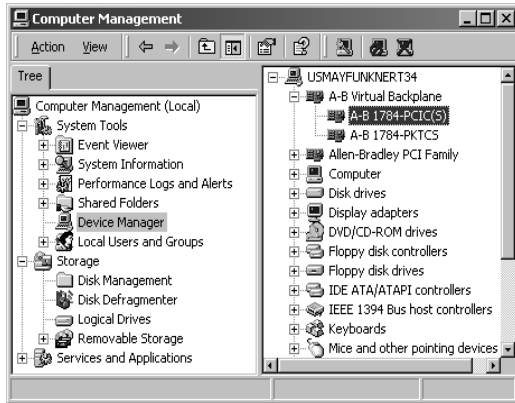 Computer Management
Action View
Tree
Computer Management (Local)
System Tools
Event Viewer
System Information
Performance Logs and Alerts
Shared Folders
Device Manager
Local Users and Groups
Storage
Disk Management
Disk Defragmenter
Logical Drives
Removable Storage
Services and Applications
USMAYFUNKNERT34
A-B Virtual Backplane
A-B 1784-PCIC(S)
A-B 1784-PKTCS
Allen-Bradley PCI Family
Computer
Disk drives
Display adapters
DVD/CD-ROM drives
Floppy disk controllers
Floppy disk drives
IDE ATA/ATAPI controllers
IEEE 1394 Bus host controllers
Keyboards
Mice and other pointing devices